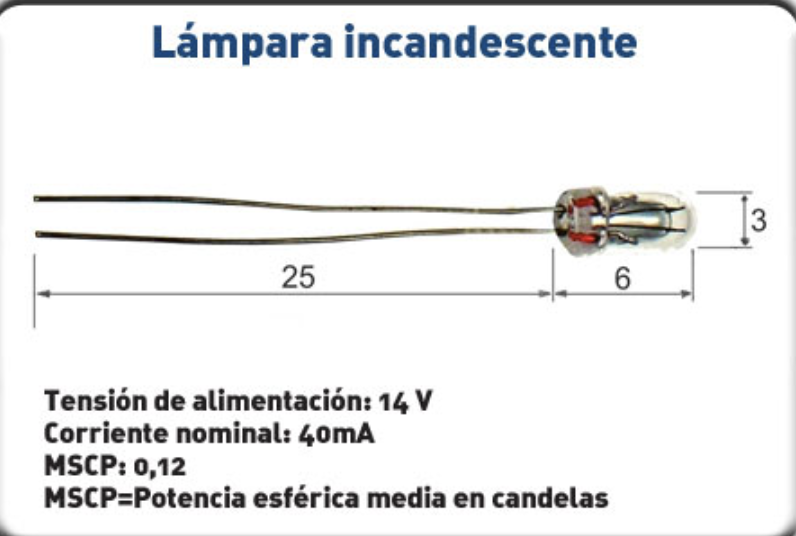 Lámpara incandescente
3
25
6
Tensión de alimentación: 14 V
Corriente nominal: 40mA
MSCP: 0,12
MSCP=Potencia esférica media en candelas